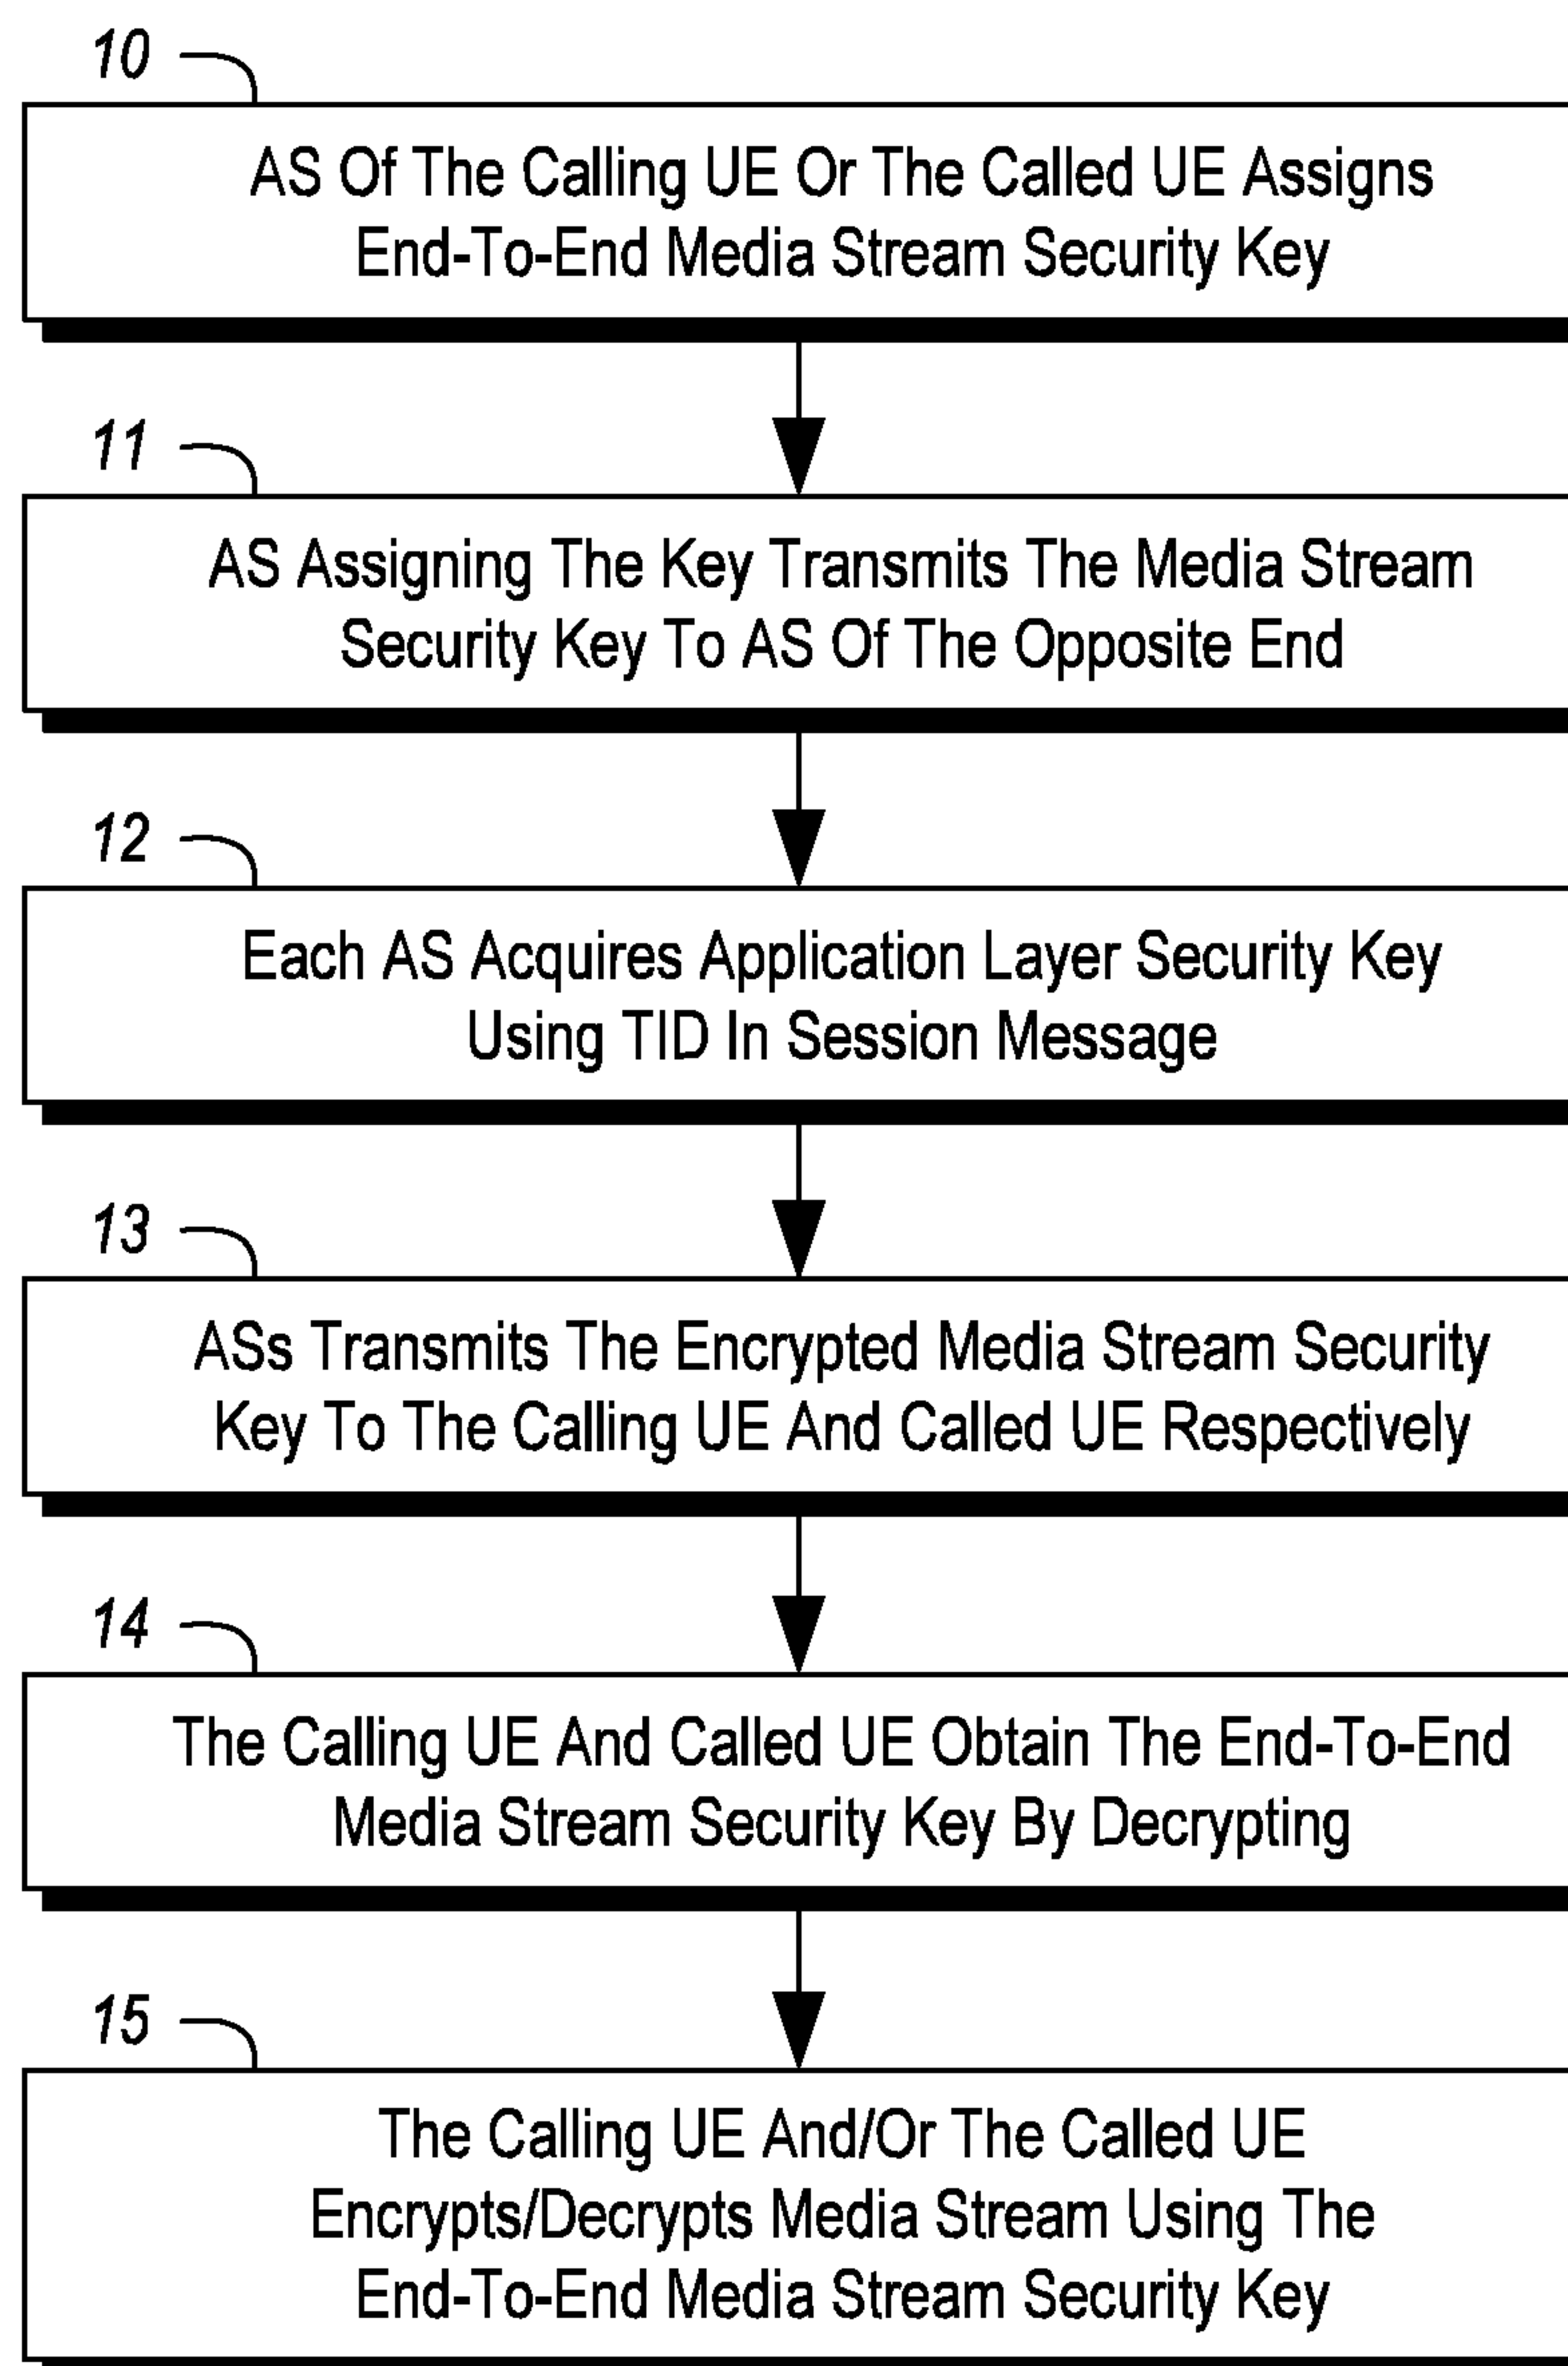 10
AS Of The Calling UE Or The Called UE Assigns
End-To-End Media Stream Security Key
11
AS Assigning The Key Transmits The Media Stream
Security Key To AS Of The Opposite End
12
Each AS Acquires Application Layer Security Key
Using TID In Session Message
13
ASs Transmits The Encrypted Media Stream Security
Key To The Calling UE And Called UE Respectively
14
The Calling UE And Called UE Obtain The End-To-End
Media Stream Security Key By Decrypting
15
The Calling UE And/Or The Called UE
Encrypts/Decrypts Media Stream Using The
End-To-End Media Stream Security Key